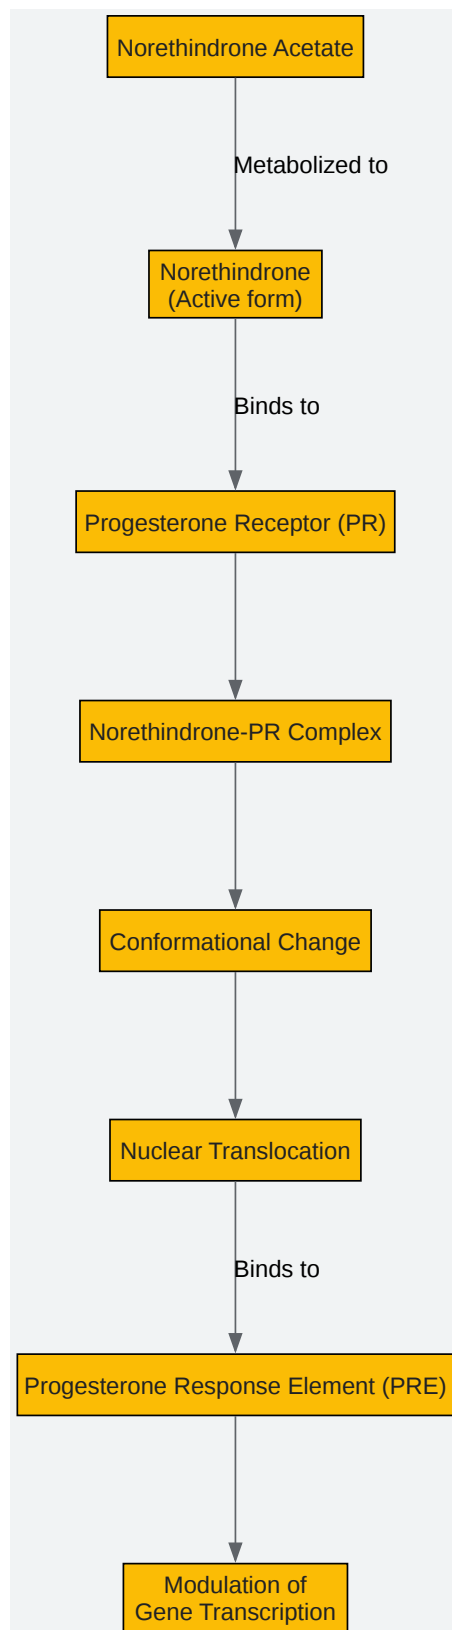 Norethindrone Acetate
Metabolized to
Norethindrone
(Active form)
Binds to
Progesterone Receptor (PR)
Norethindrone-PR Complex
Conformational Change
Nuclear Translocation
Binds to
Progesterone Response Element (PRE)
Modulation of
Gene Transcription